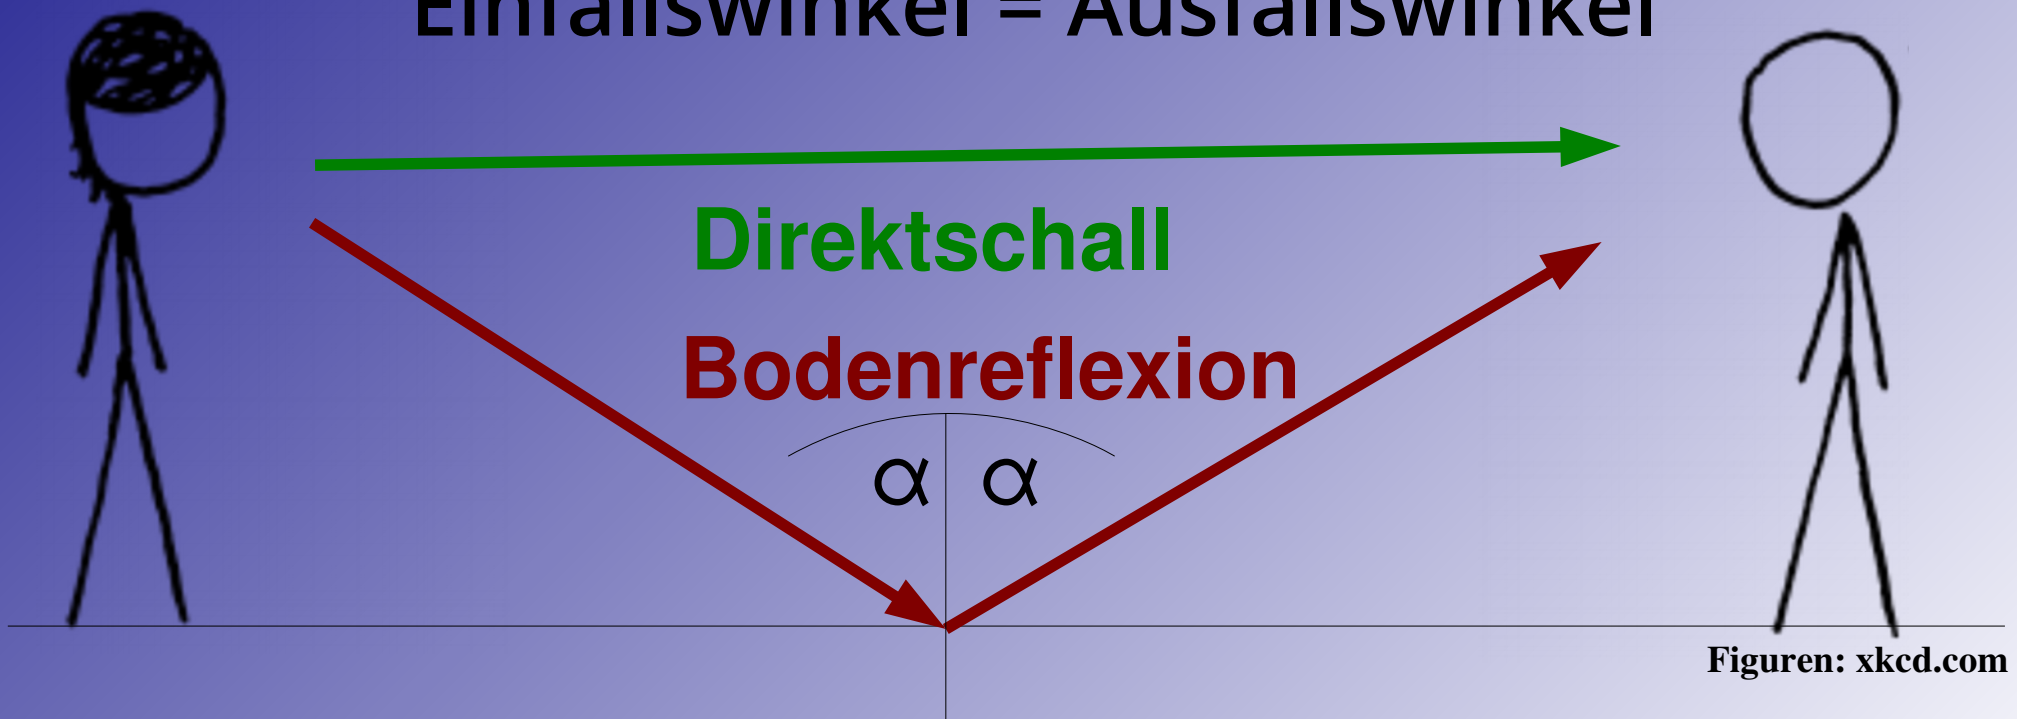 Einfallswinkel = Ausfallswinkel
Direktschall
Bodenreflexion
α α
Figuren: xkcd.com